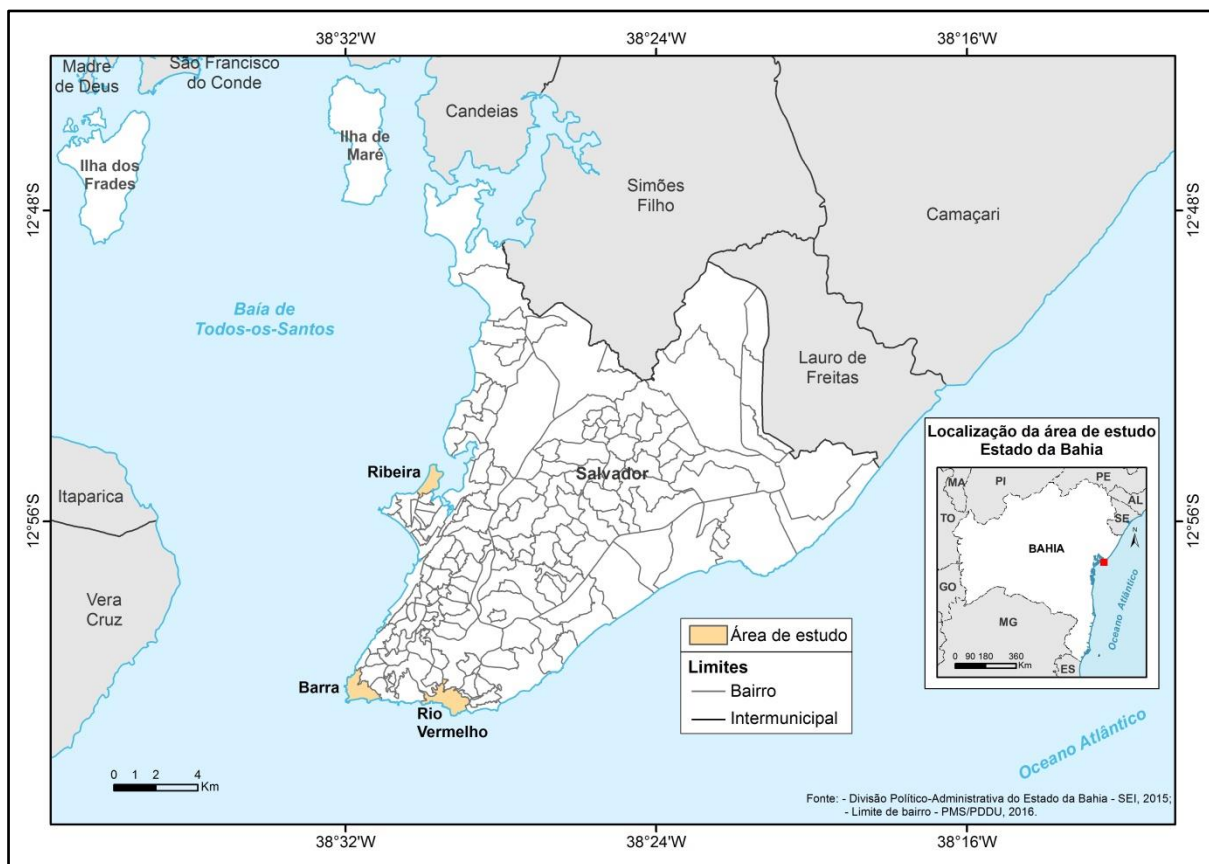 38°32'W
38°24'W
38°16'W
Madre
de Deus
São Francisco
do Conde
Candeias
Ilha dos
Frades
Ilha de
Maré
Simões
Filho
Camaçari
12°48'S
12°48'S
Baía de
Todos-os-Santos
Lauro de
Freitas
Itaparica
Vera
Cruz
Ribeira
Salvador
12°56'S
12°56'S
Barra
Rio
Vermelho
Localização da área de estudo
Estado da Bahia
MA
PI
PE
AL
SE
TO
N
BAHIA
GO
MG
ES
Oceano Atlântico
0 90 180 360
Km
Área de estudo
Limites
Bairro
Intermunicipal
Oceano Atlântico
0 1 2 4
Km
Fonte: - Divisão Político-Administrativa do Estado da Bahia - SEI, 2015;
- Limite de bairro - PMS/PDDU, 2016.
38°32'W
38°24'W
38°16'W